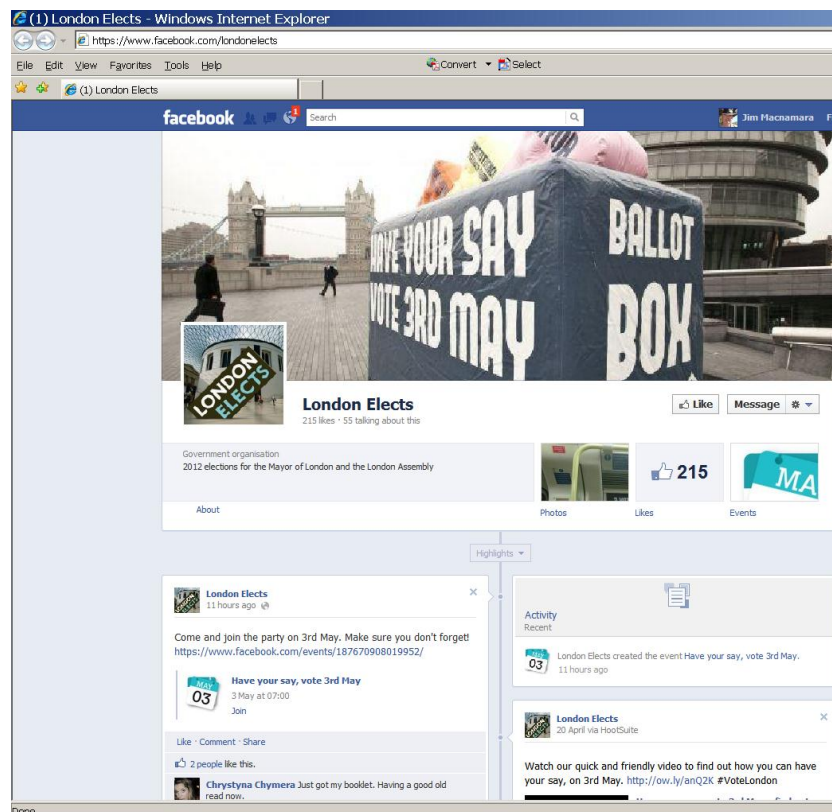 (1) London Elects - Windows Internet Explorer
https://www.facebook.com/londonelects
File Edit View Favorites Tools Help
Convert Select
(1) London Elects
facebook 1 Search Jim Macnamara F
HAVE YOUR SAY
VOTE 3RD MAY
BALLOT
BOX
LONDON
ELECTS
London Elects
215 likes · 55 talking about this
Like Message
Government organisation
2012 elections for the Mayor of London and the London Assembly
215
MA
About
Photos Likes Events
Highlights
London Elects
11 hours ago
Come and join the party on 3rd May. Make sure you don't forget!
https://www.facebook.com/events/187670908019952/
MAY
03
Have your say, vote 3rd May
3 May at 07:00
Join
Like · Comment · Share
2 people like this.
Chrystyna Chymera Just got my booklet. Having a good old
read now.
Activity
Recent
MAY
03
London Elects created the event Have your say, vote 3rd May.
11 hours ago
London Elects
20 April via HootSuite
Watch our quick and friendly video to find out how you can have
your say, on 3rd May. http://ow.ly/anQ2K #VoteLondon
Done